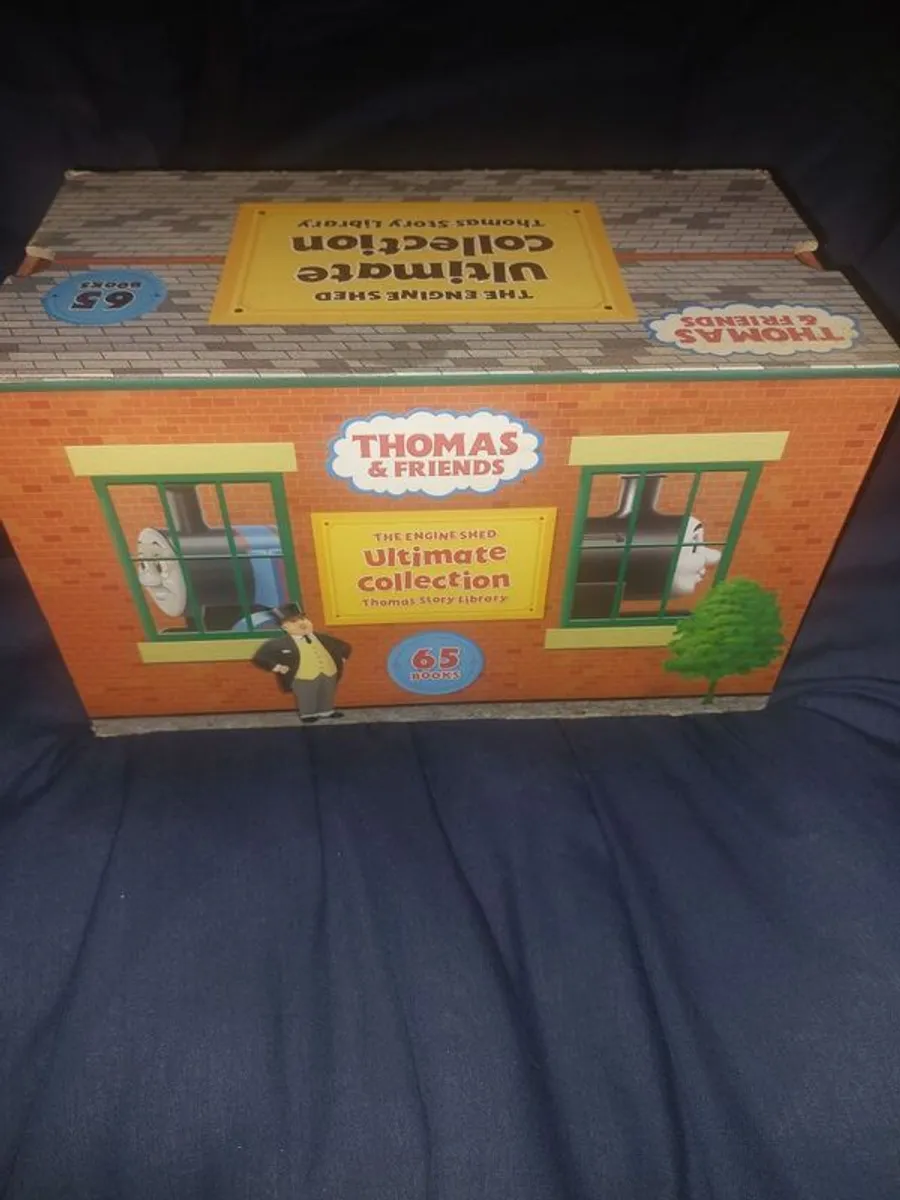 Thomas Story Library
collection
Ultimate
THE ENGINE SHED
65
BOOKS
THOMAS
& FRIENDS
THOMAS
& FRIENDS
THE ENGINE SHED
Ultimate
collection
Thomas Story Library
65
BOOKS